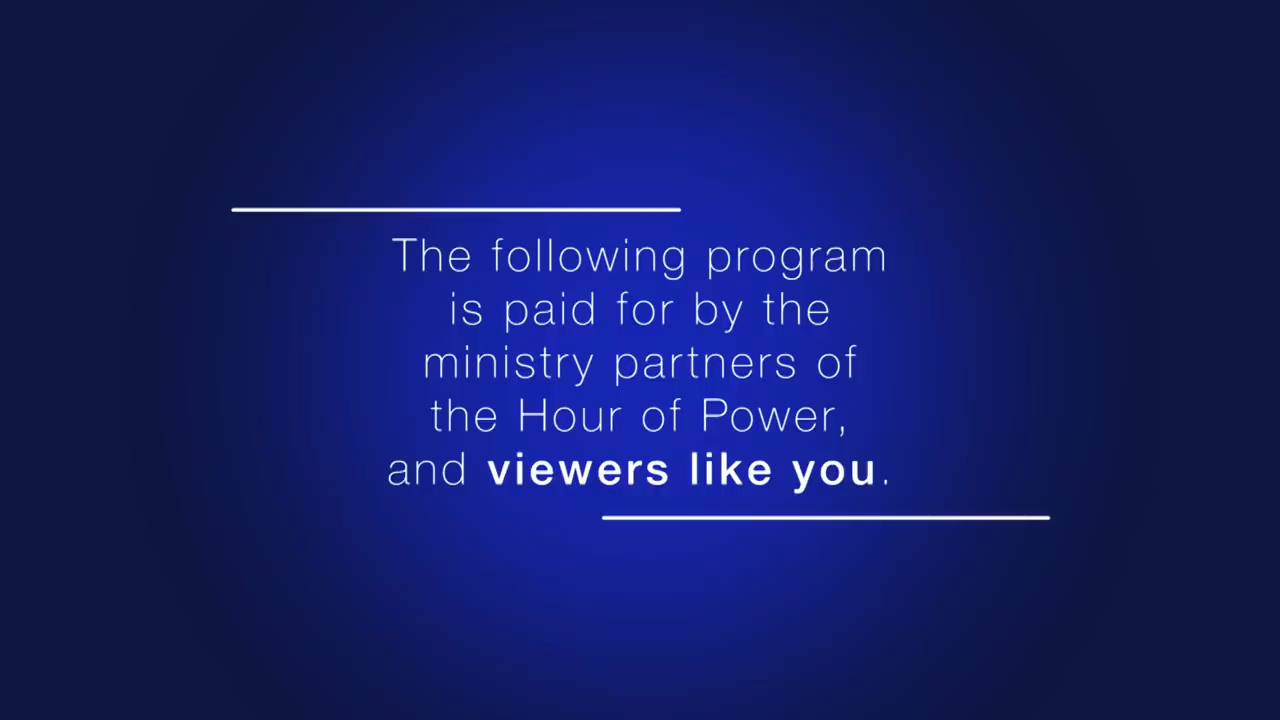 The following program
is paid for by the
ministry partners of
the Hour of Power,
and viewers like you.